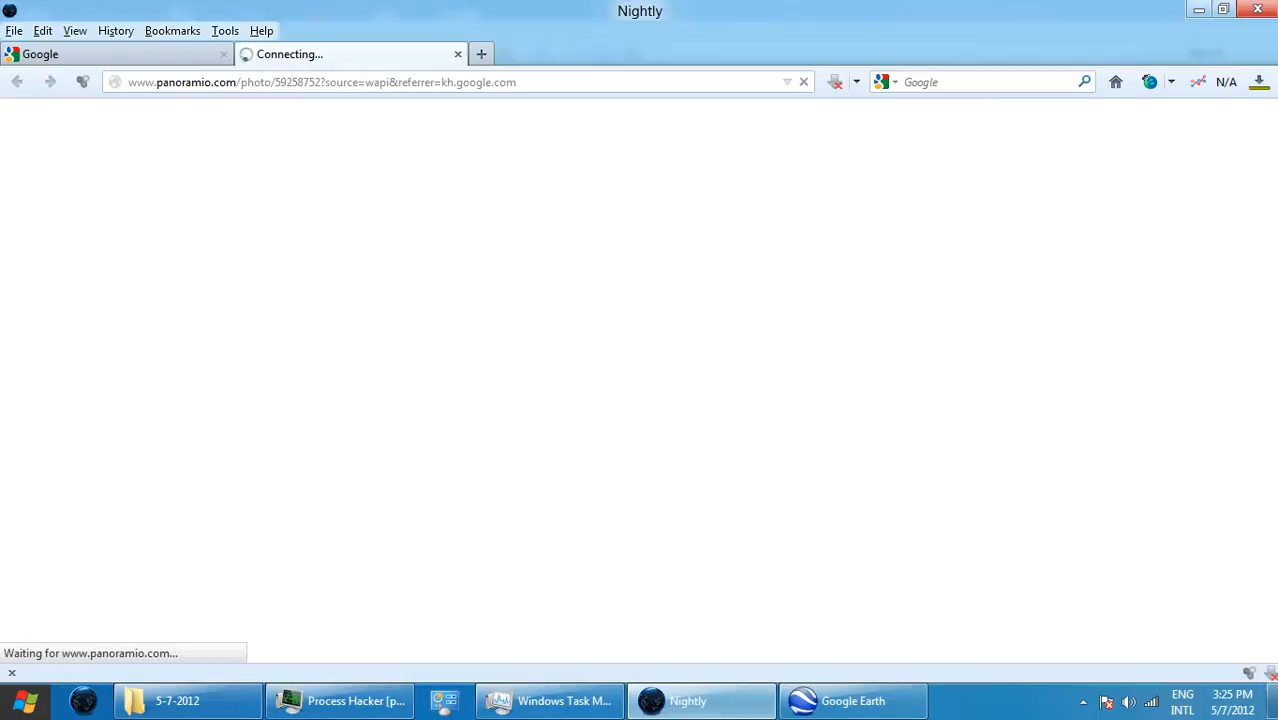 Nightly
File Edit View History Bookmarks Tools Help
Google
Connecting...
www.panoramio.com/photo/59258752?source=wapi&referrer=kh.google.com
Google
N/A
Waiting for www.panoramio.com...
5-7-2012
Process Hacker [p...
Windows Task M...
Nightly
Google Earth
ENG
INTL
3:25 PM
5/7/2012